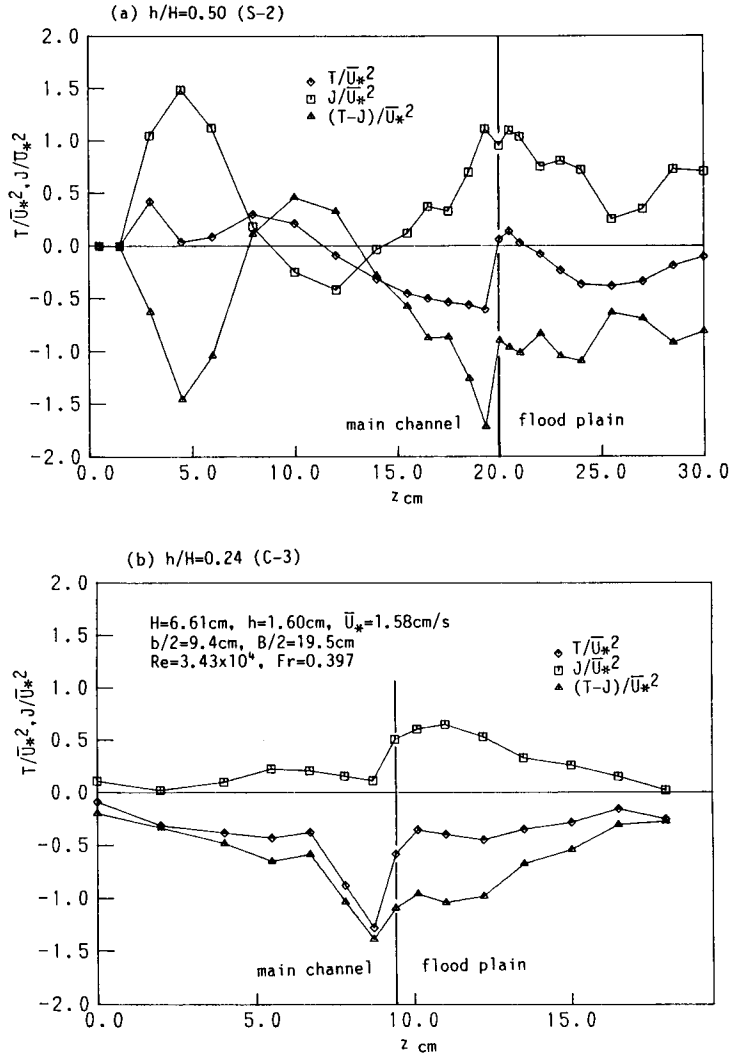 (a) h/H=0.50 (S-2)
2.0
1.5
1.0
0.5
0.0
-0.5
-1.0
-1.5
-2.0
T/U̅*², J/U̅*²
T/U̅*²
J/U̅*²
(T-J)/U̅*²
main channel
flood plain
0.0 5.0 10.0 15.0 20.0 25.0 30.0
z cm
(b) h/H=0.24 (C-3)
2.0
1.5
1.0
0.5
0.0
-0.5
-1.0
-1.5
-2.0
T/U̅*², J/U̅*²
H=6.61cm, h=1.60cm, U̅*=1.58cm/s
b/2=9.4cm, B/2=19.5cm
Re=3.43x10⁴, Fr=0.397
T/U̅*²
J/U̅*²
(T-J)/U̅*²
main channel
flood plain
0.0 5.0 10.0 15.0
z cm